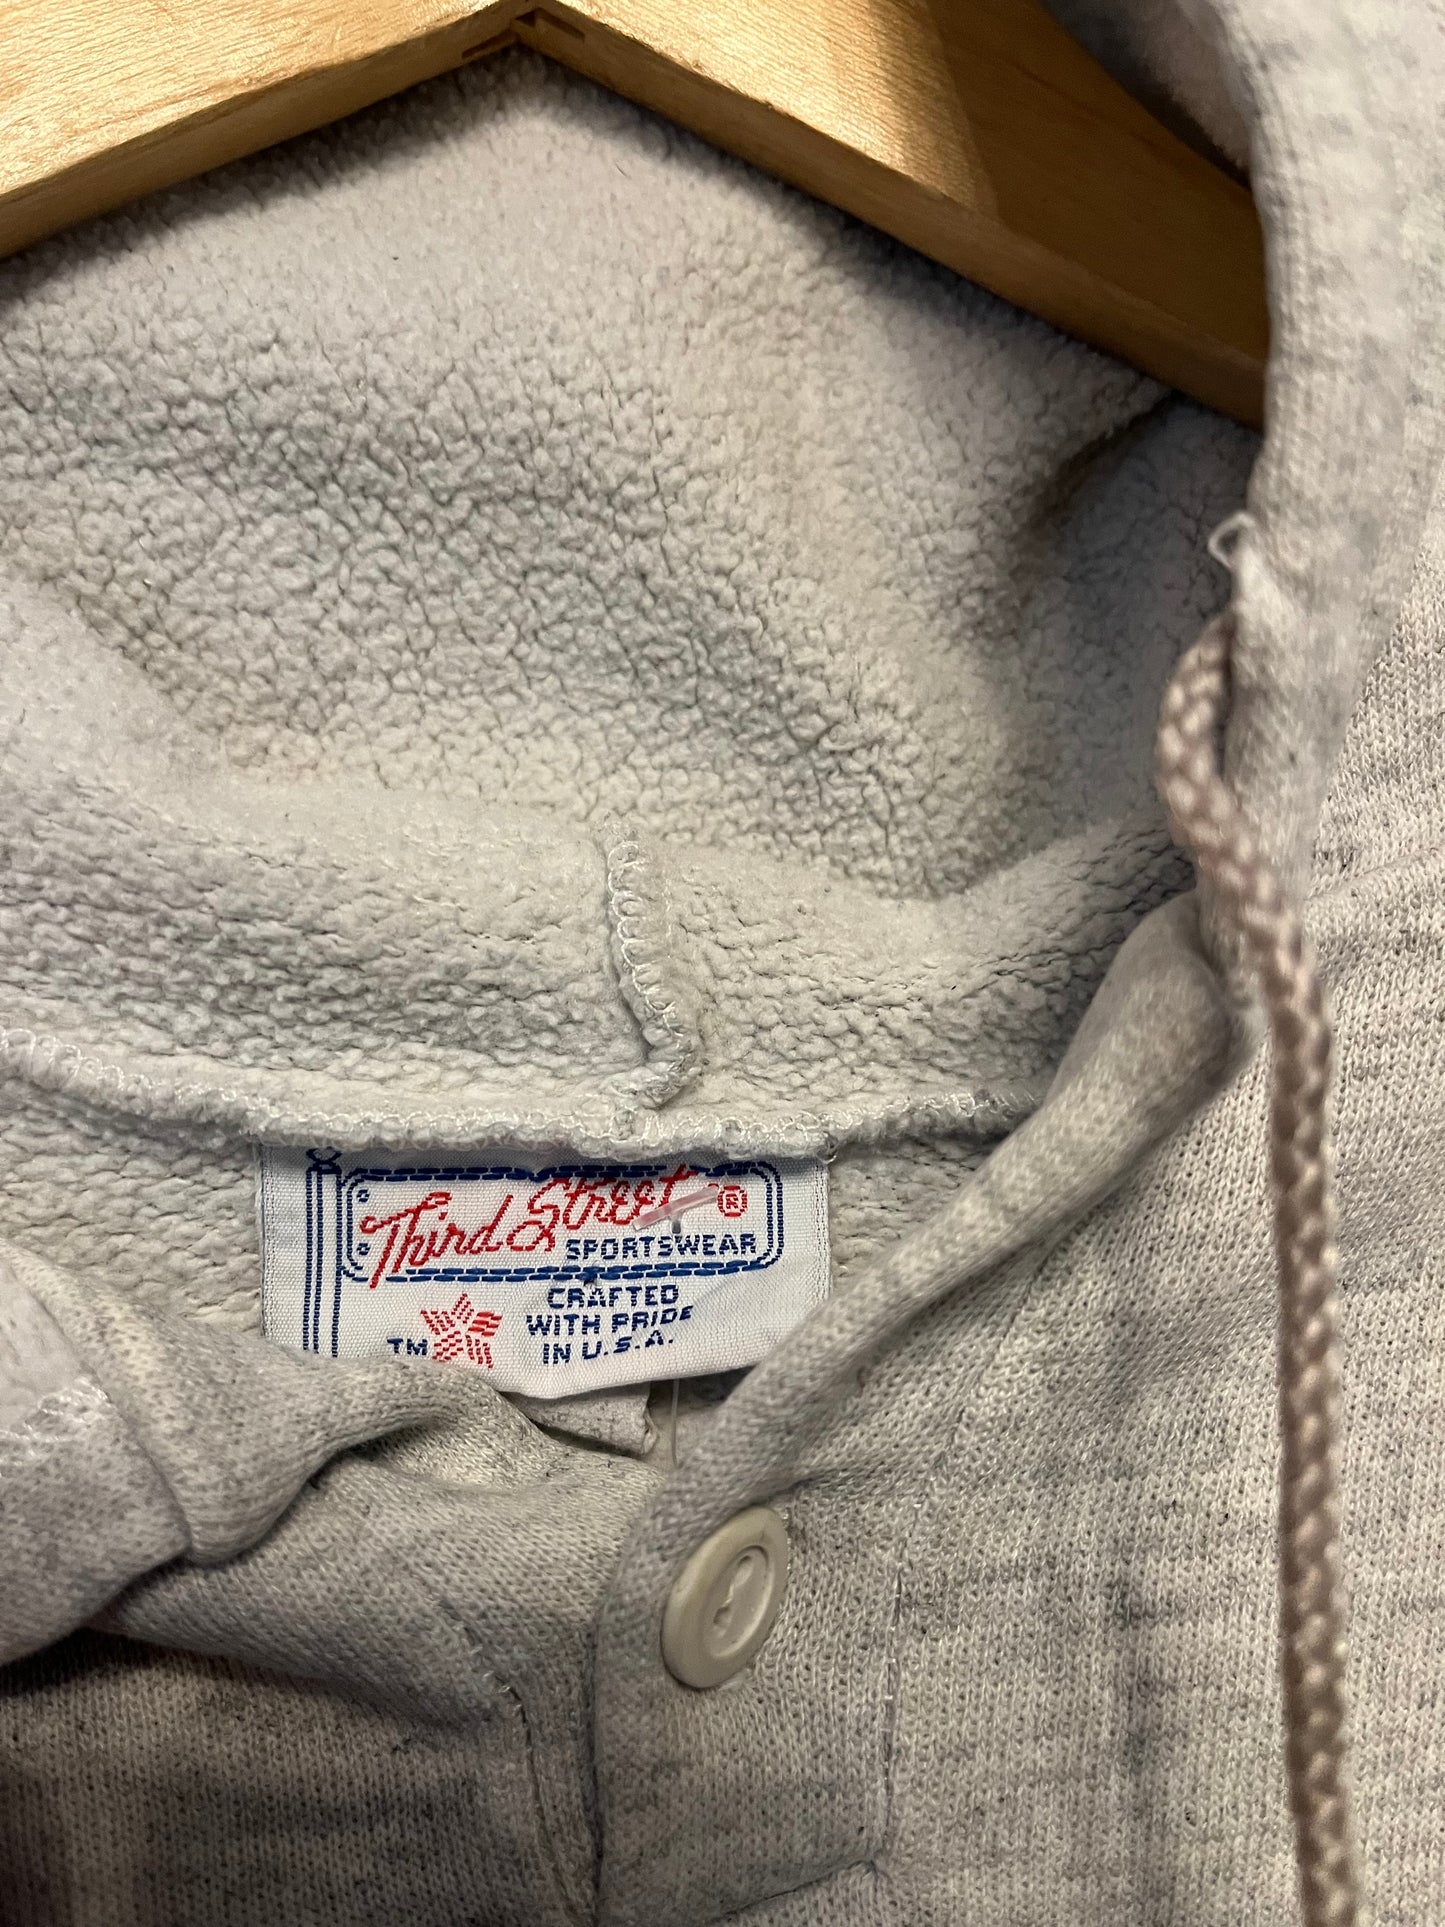 Third Street ®
SPORTSWEAR
CRAFTED
WITH PRIDE
IN U.S.A.
TM